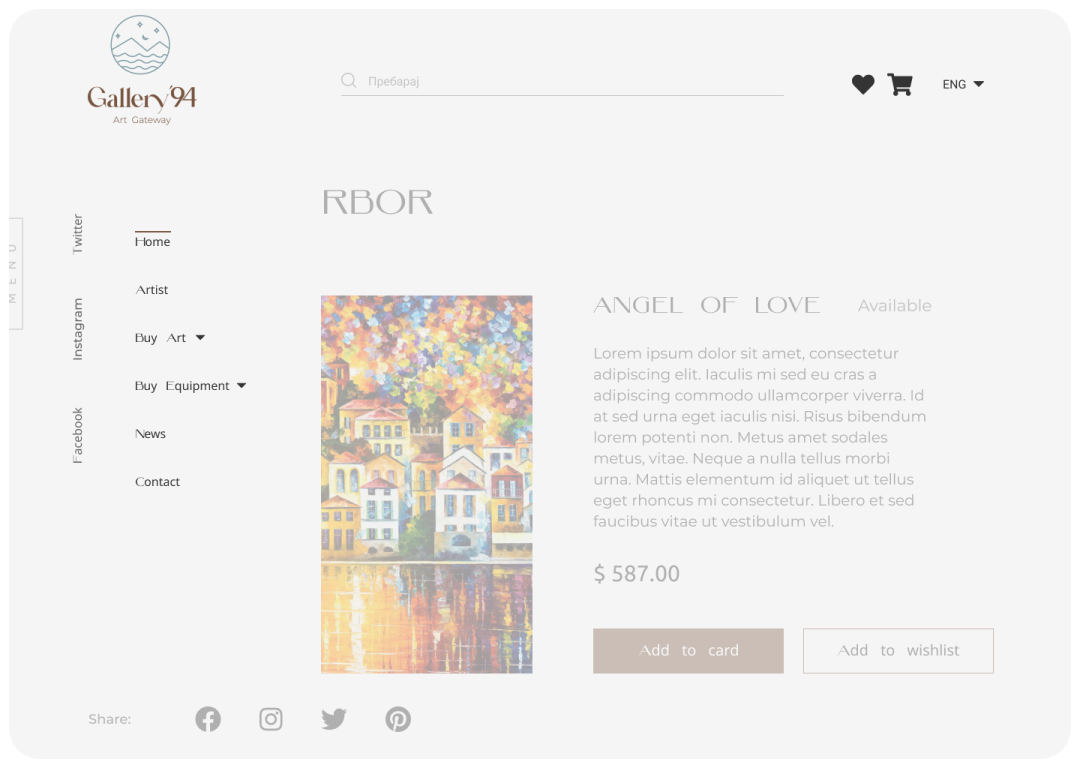 Gallery'94
Art Gateway
Пребарај
ENG
RBOR
MENU
Twitter
Instagram
Facebook
Home
Artist
Buy Art
Buy Equipment
News
Contact
ANGEL OF LOVE
Available
Lorem ipsum dolor sit amet, consectetur
adipiscing elit. Iaculis mi sed eu cras a
adipiscing commodo ullamcorper viverra. Id
at sed urna eget iaculis nisi. Risus bibendum
lorem potenti non. Metus amet sodales
metus, vitae. Neque a nulla tellus morbi
urna. Mattis elementum id aliquet ut tellus
eget rhoncus mi consectetur. Libero et sed
faucibus vitae ut vestibulum vel.
$ 587.00
Add to card
Add to wishlist
Share: